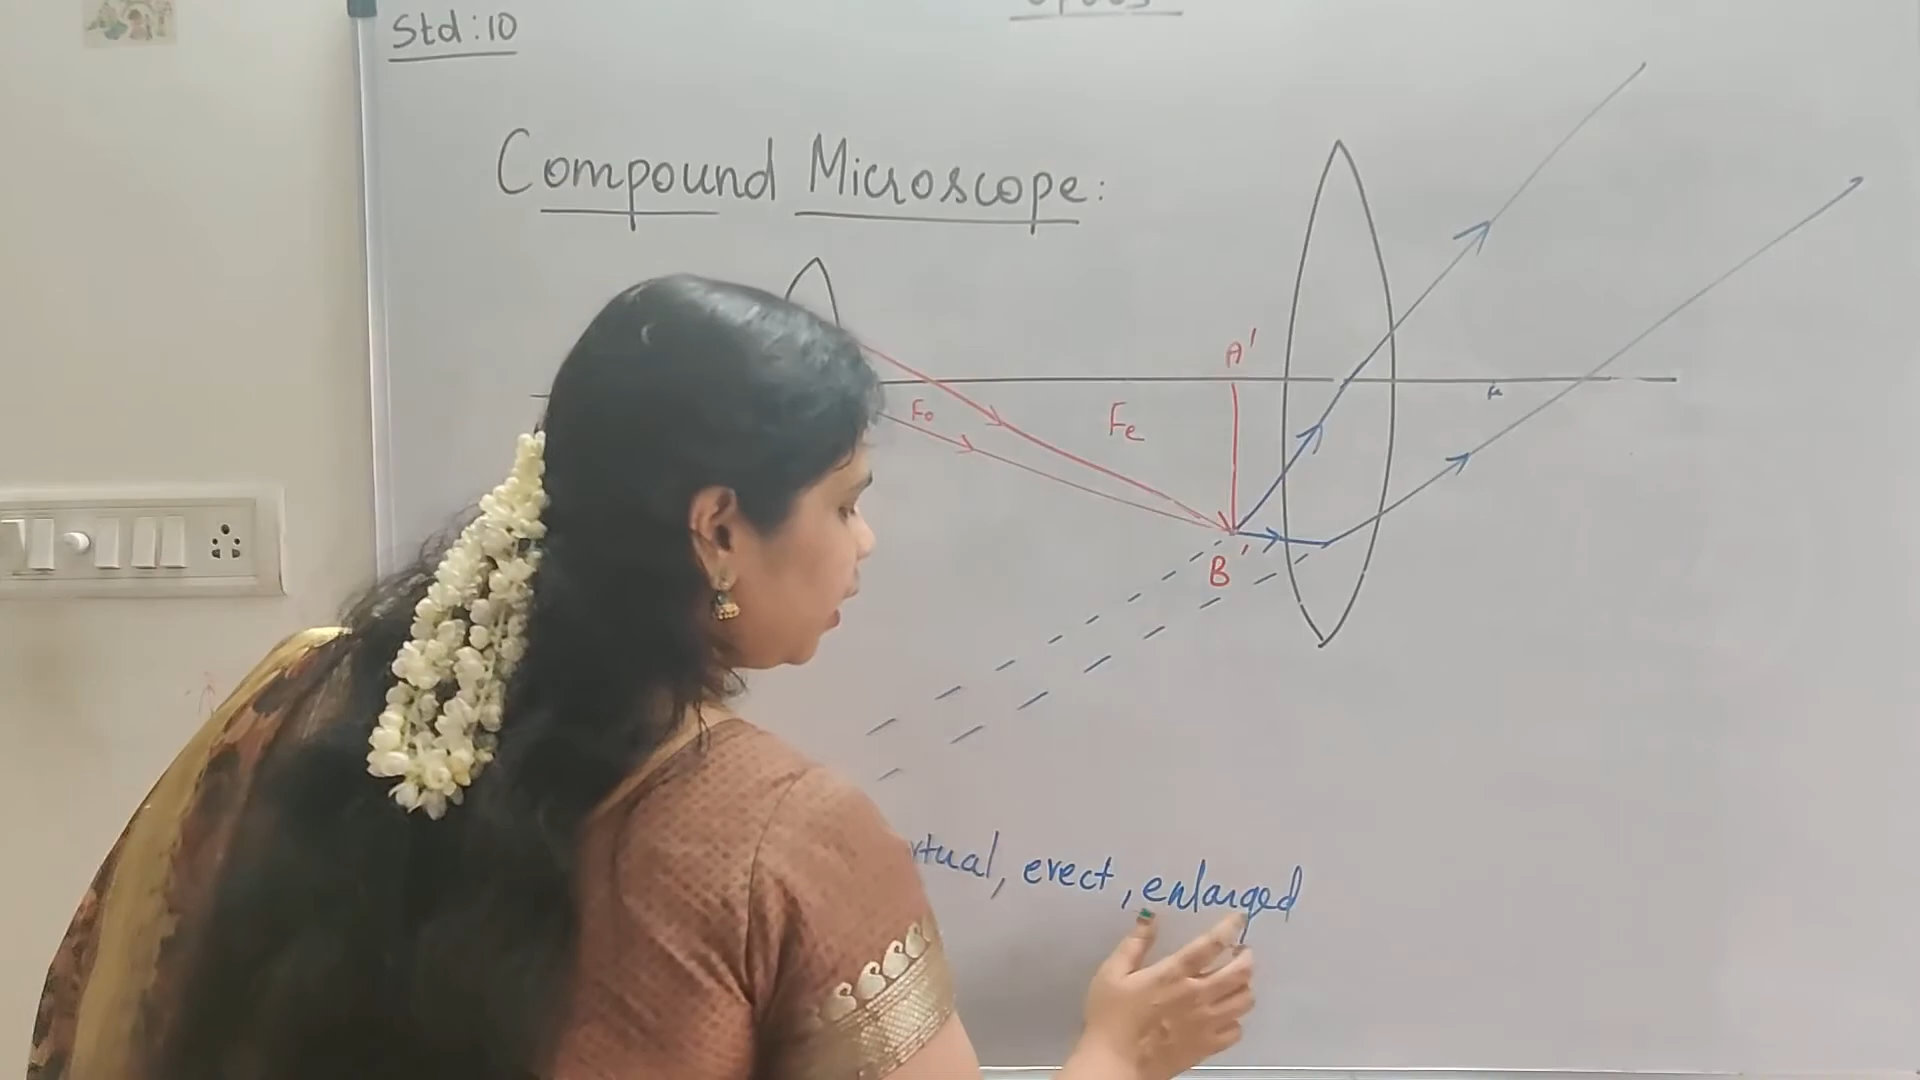 Std:10
Compound Microscope:
A'
Fo
Fe
B'
erect, enlarged